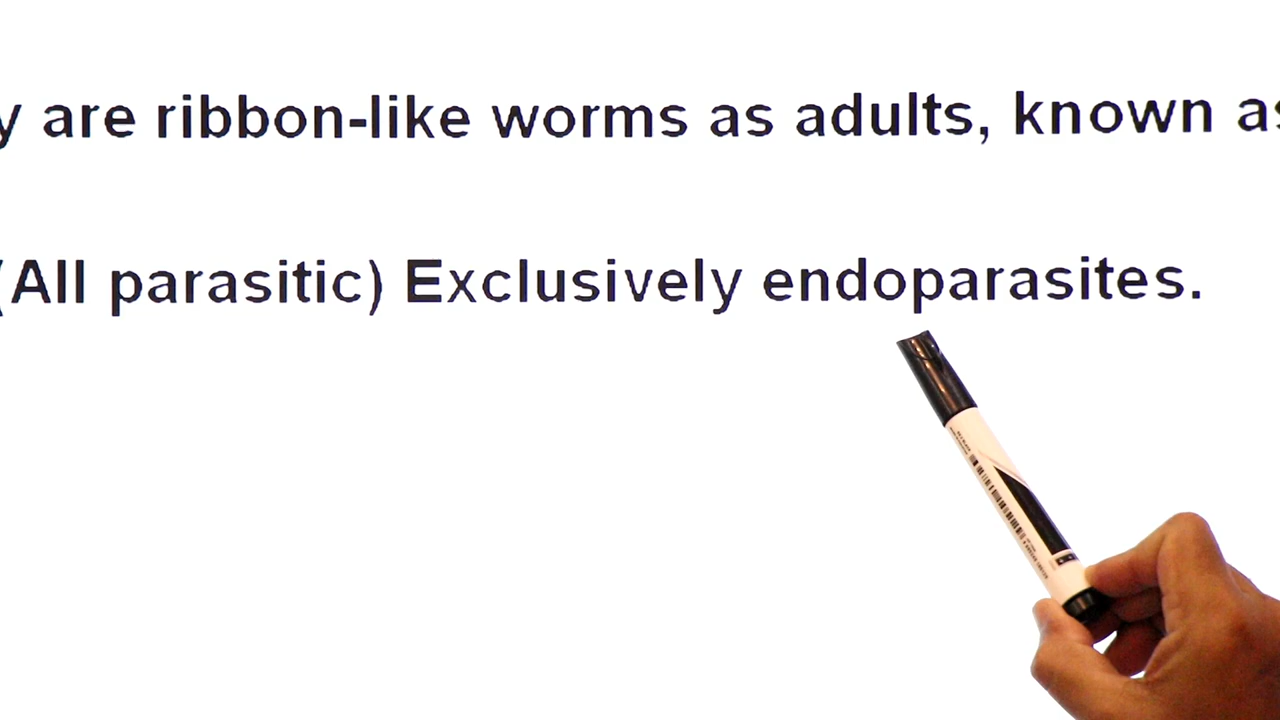 y are ribbon-like worms as adults, known as
(All parasitic) Exclusively endoparasites.